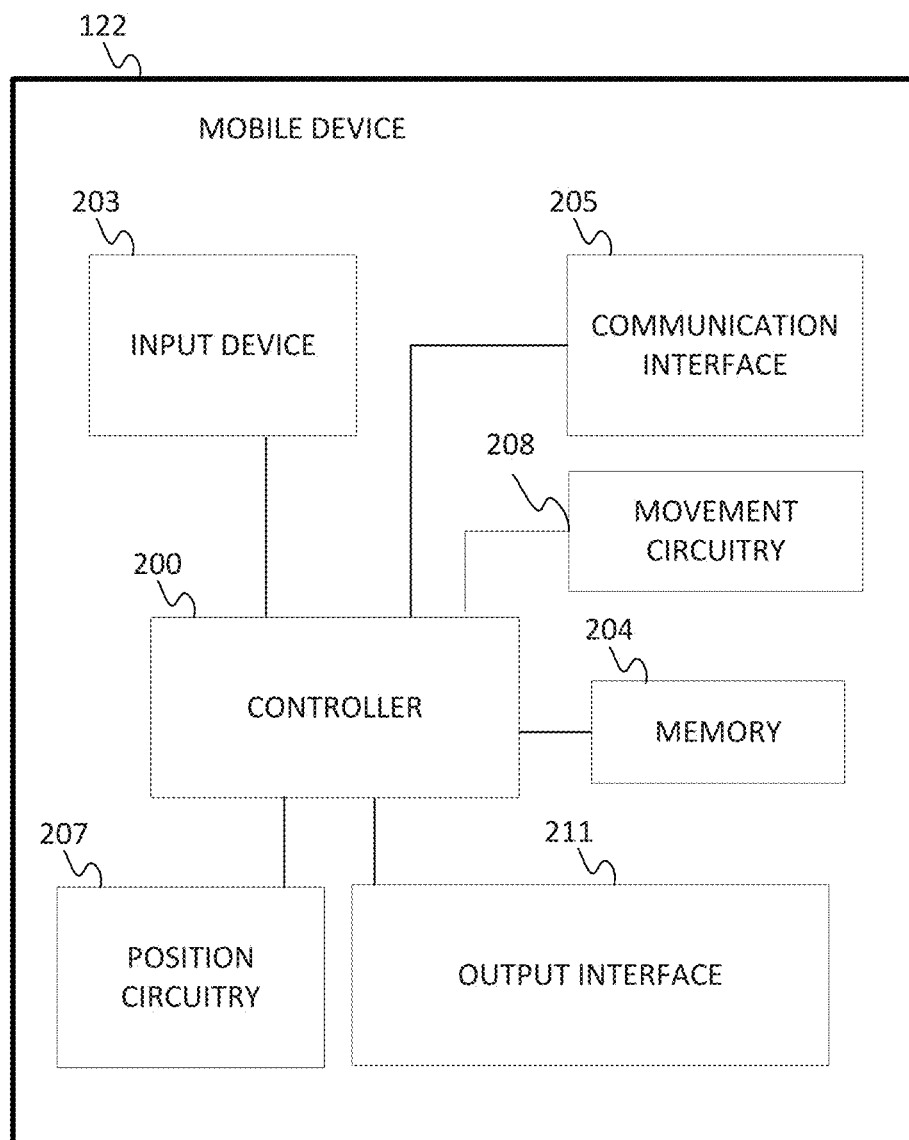 122
MOBILE DEVICE
203
205
INPUT DEVICE
COMMUNICATION
INTERFACE
208
MOVEMENT
CIRCUITRY
200
204
CONTROLLER
MEMORY
207
211
POSITION
CIRCUITRY
OUTPUT INTERFACE